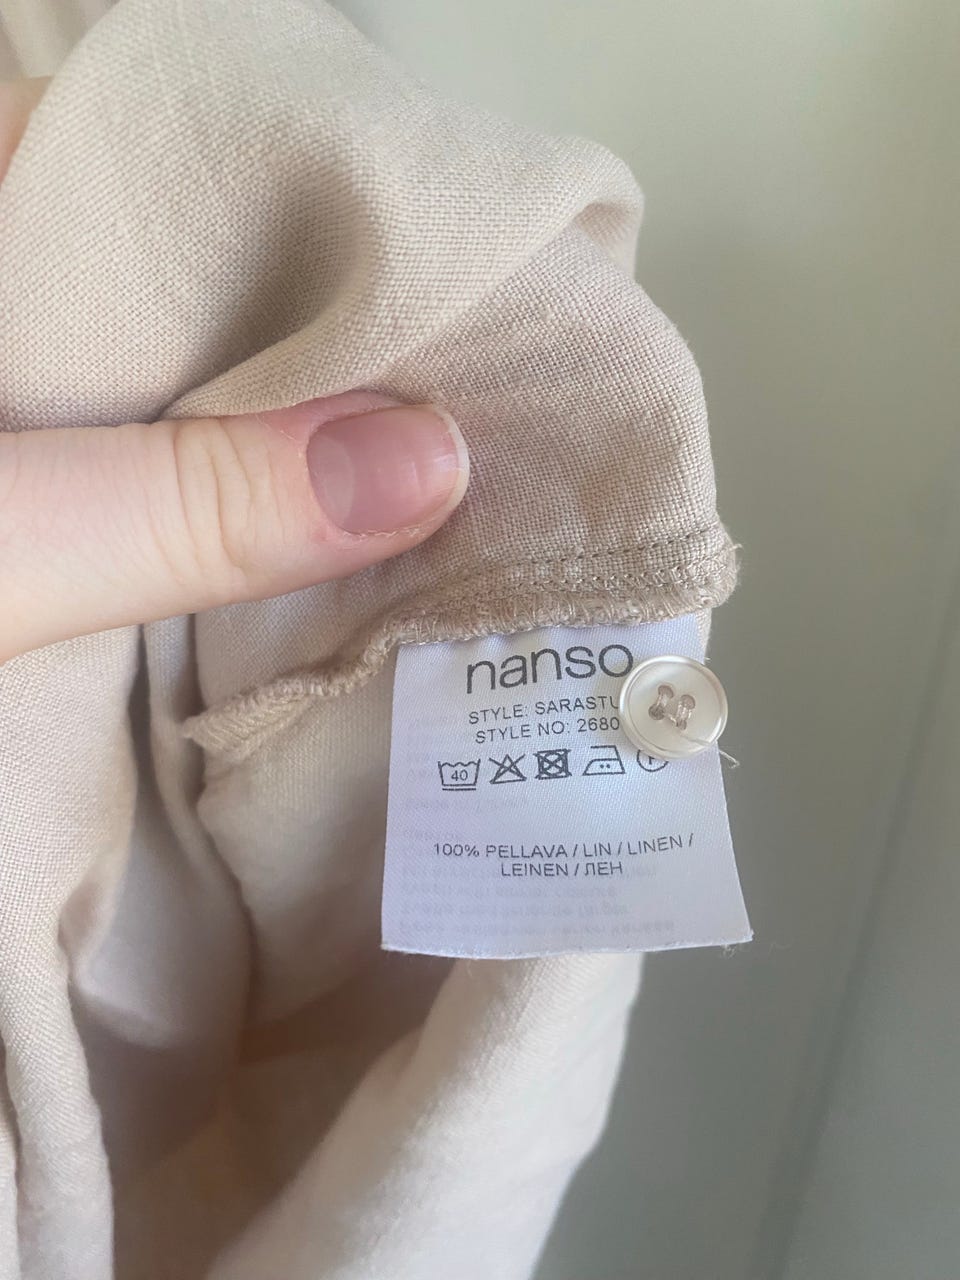 nanso
STYLE: SARASTU
STYLE NO: 2680
40
P
100% PELLAVA / LIN / LINEN /
LEINEN / ЛЕН